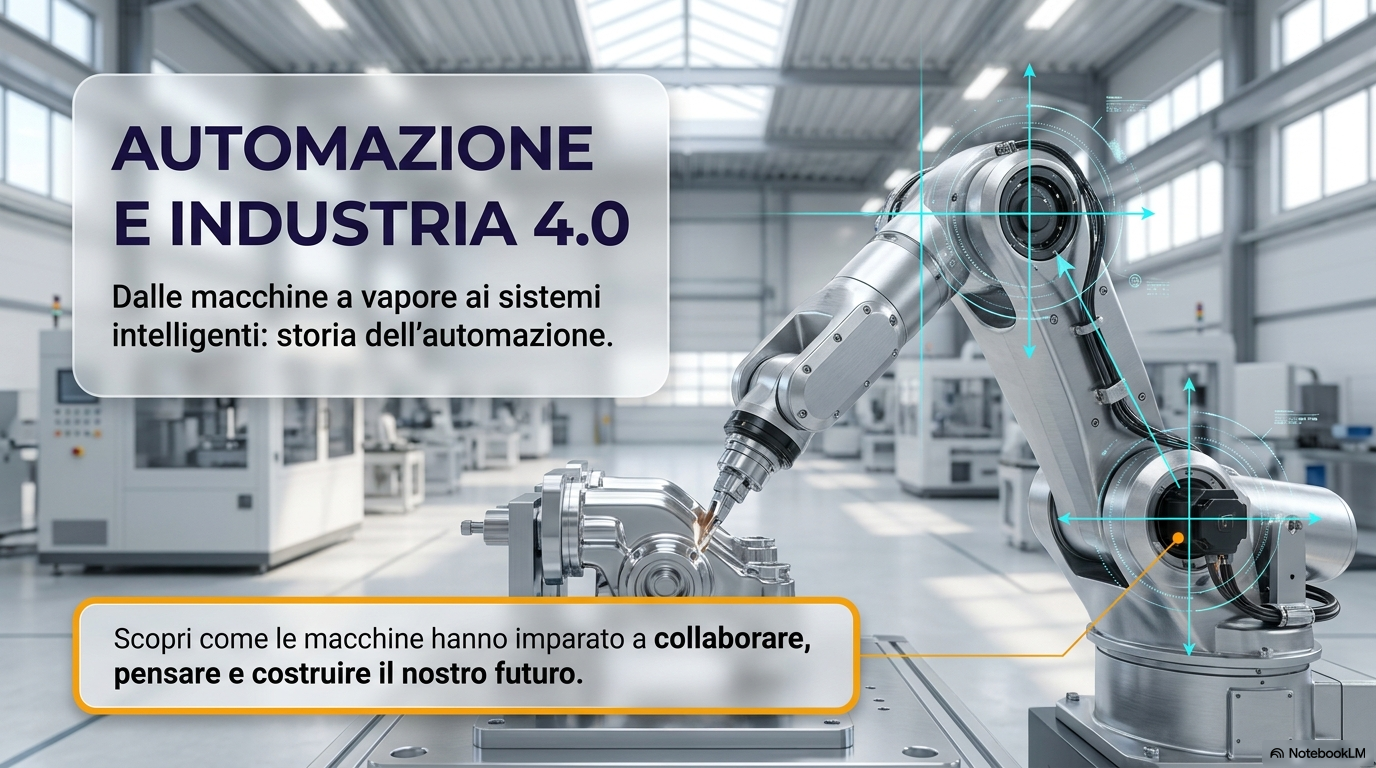 AUTOMAZIONE
E INDUSTRIA 4.0
Dalle macchine a vapore ai sistemi
intelligenti: storia dell’automazione.
Scopri come le macchine hanno imparato a collaborare,
pensare e costruire il nostro futuro.
NotebookLM